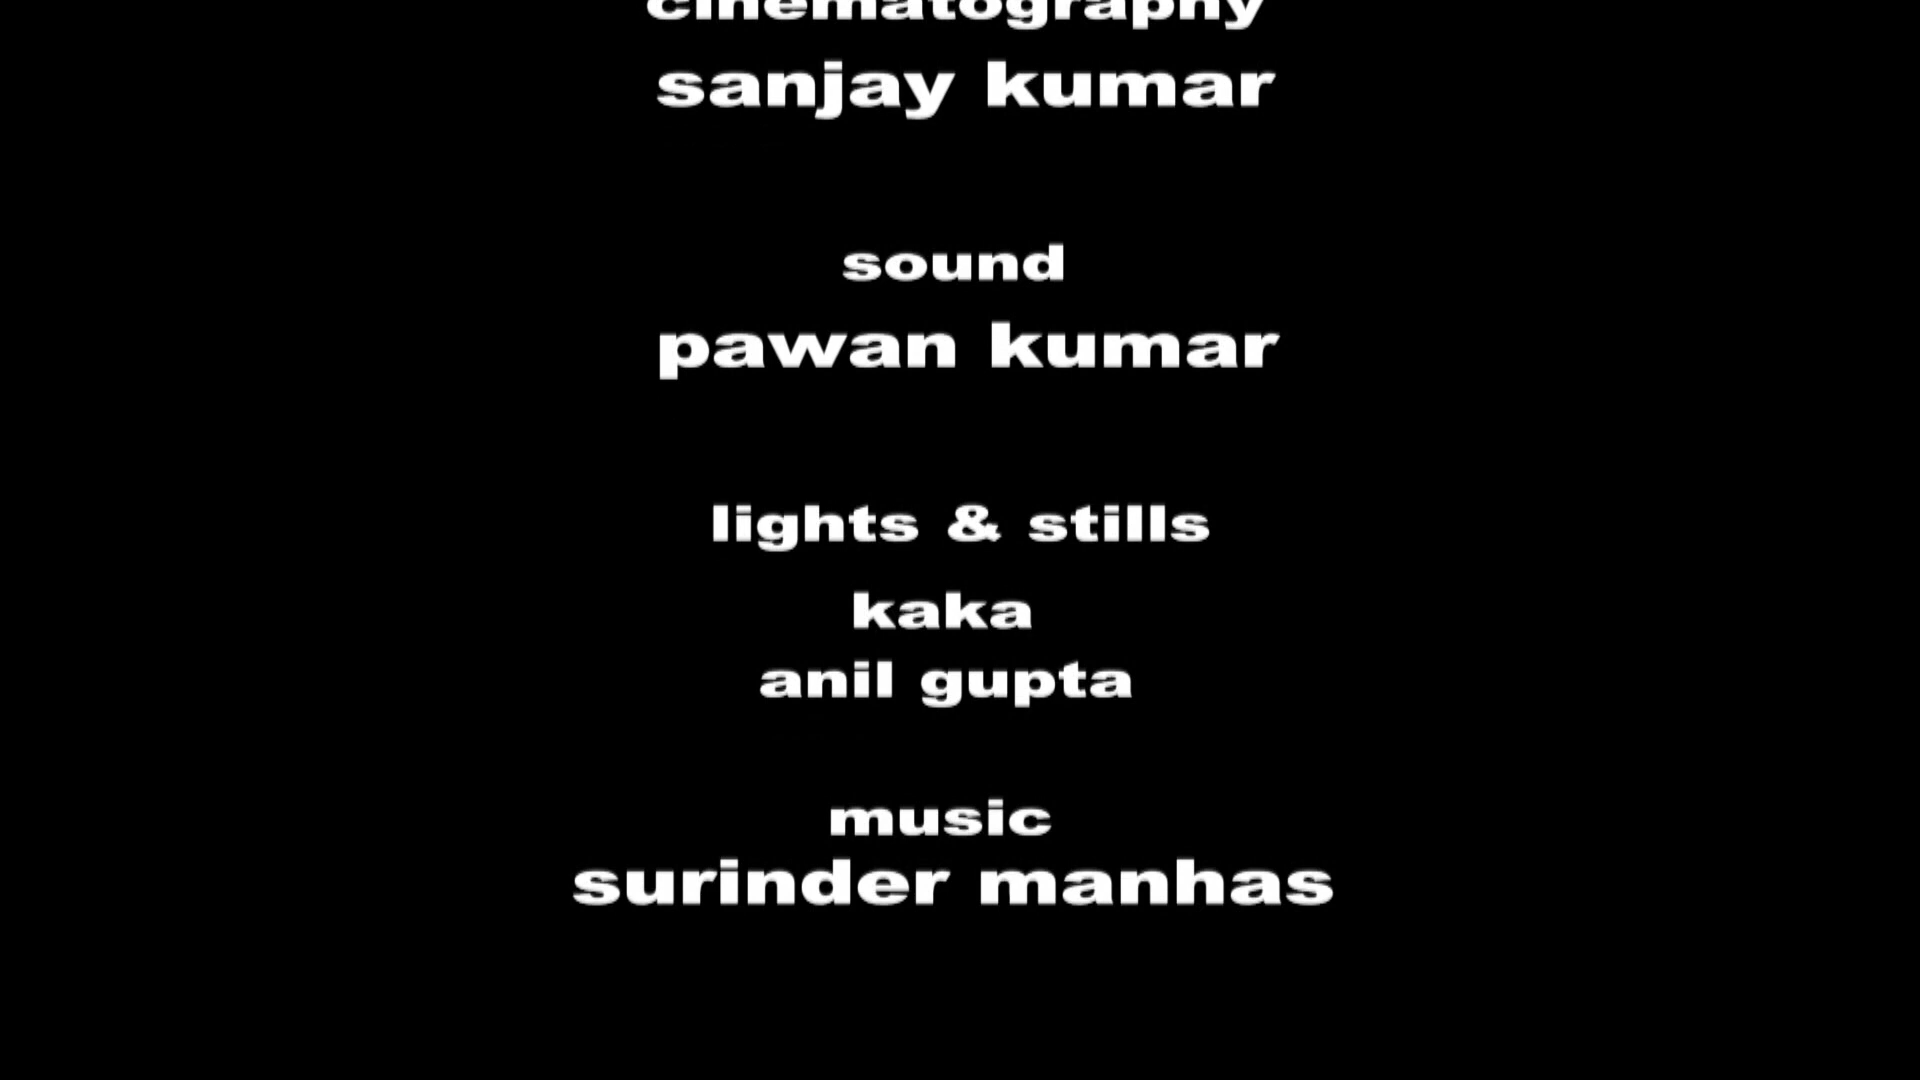 cinematography
sanjay kumar
sound
pawan kumar
lights & stills
kaka
anil gupta
music
surinder manhas